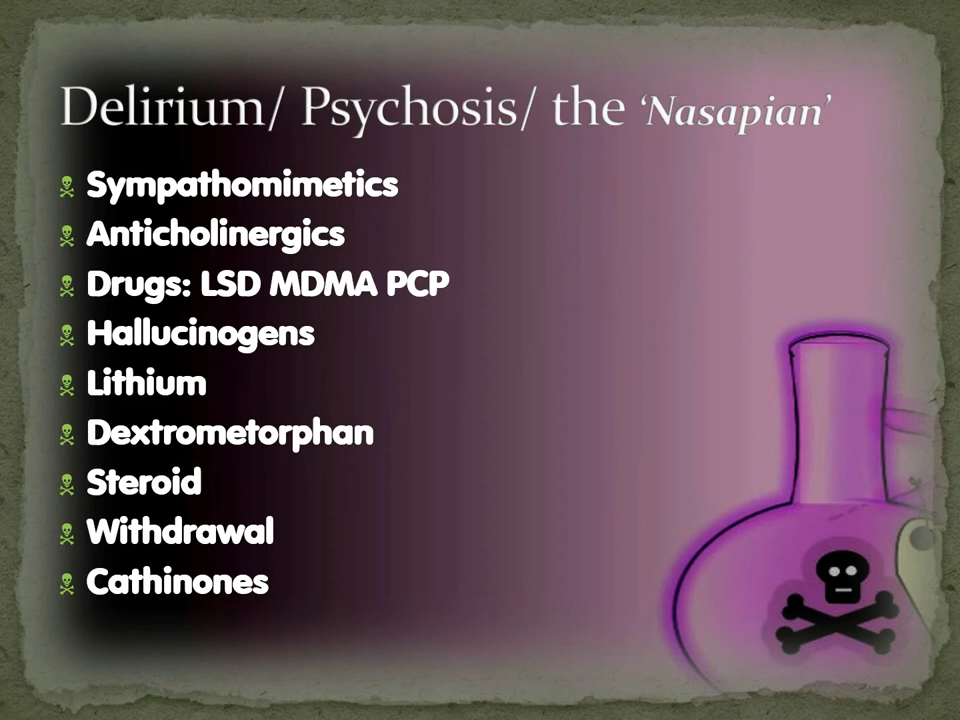 Delirium/ Psychosis/ the ‘Nasapian’
Sympathomimetics
Anticholinergics
Drugs: LSD MDMA PCP
Hallucinogens
Lithium
Dextrometorphan
Steroid
Withdrawal
Cathinones